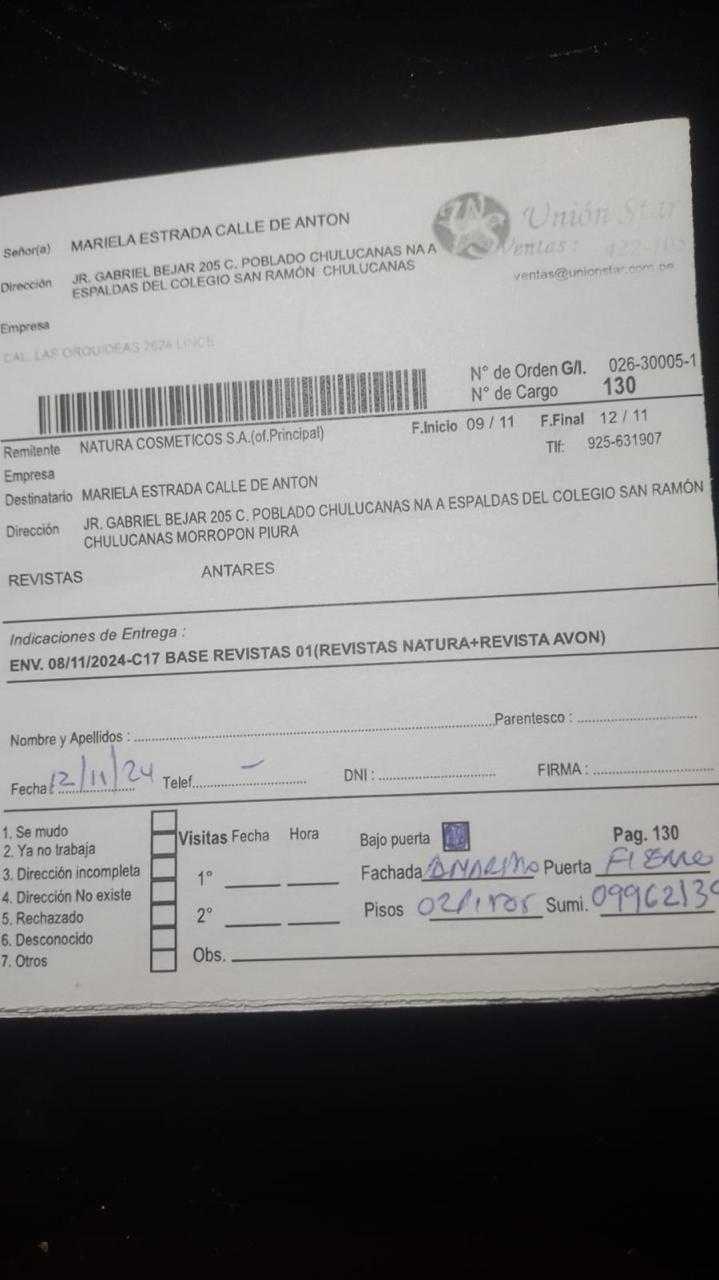 Unión Star
Ventas :
ventas@unionstar.com.pe
Señor(a) MARIELA ESTRADA CALLE DE ANTON
Dirección JR. GABRIEL BEJAR 205 C. POBLADO CHULUCANAS NA A
ESPALDAS DEL COLEGIO SAN RAMÓN CHULUCANAS
Empresa
CAL. LAS ORQUIDEAS 2624 LINCE
N° de Orden G/I. 026-30005-1
N° de Cargo 130
Remitente NATURA COSMETICOS S.A.(of.Principal) F.Inicio 09 / 11 F.Final 12 / 11
Empresa Tlf: 925-631907
Destinatario MARIELA ESTRADA CALLE DE ANTON
Dirección JR. GABRIEL BEJAR 205 C. POBLADO CHULUCANAS NA A ESPALDAS DEL COLEGIO SAN RAMÓN
CHULUCANAS MORROPON PIURA
REVISTAS ANTARES
Indicaciones de Entrega :
ENV. 08/11/2024-C17 BASE REVISTAS 01(REVISTAS NATURA+REVISTA AVON)
Nombre y Apellidos : Parentesco :
Fecha: 12/11/24 Telef. – DNI : FIRMA :
1. Se mudo
2. Ya no trabaja
3. Dirección incompleta
4. Dirección No existe
5. Rechazado
6. Desconocido
7. Otros
Visitas Fecha Hora
1°
2°
Obs.
Bajo puerta Pag. 130
Fachada Puerta
Pisos 02 Sumi.